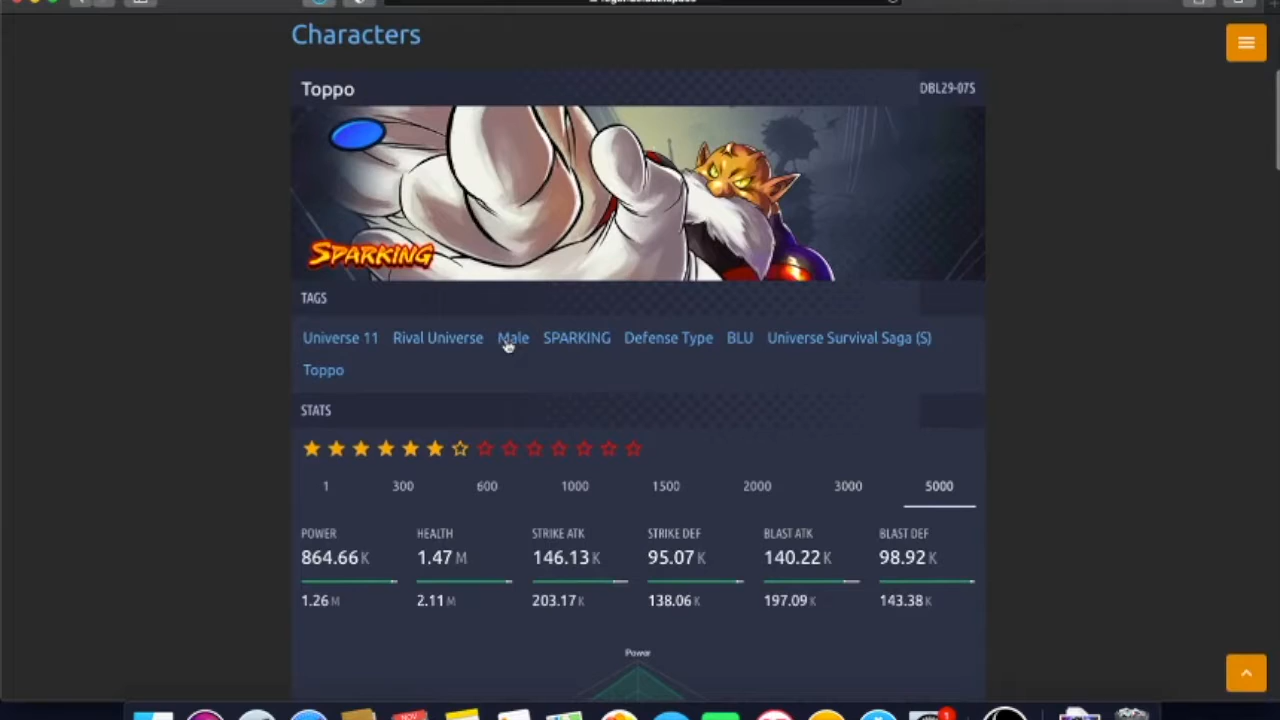 Characters
Toppo DBL29-07S
SPARKING
TAGS
Universe 11 Rival Universe Male SPARKING Defense Type BLU Universe Survival Saga (S)
Toppo
STATS
1 300 600 1000 1500 2000 3000 5000
POWER HEALTH STRIKE ATK STRIKE DEF BLAST ATK BLAST DEF
864.66 K 1.47 M 146.13 K 95.07 K 140.22 K 98.92 K
1.26 M 2.11 M 203.17 K 138.06 K 197.09 K 143.38 K
Power
NOV
1